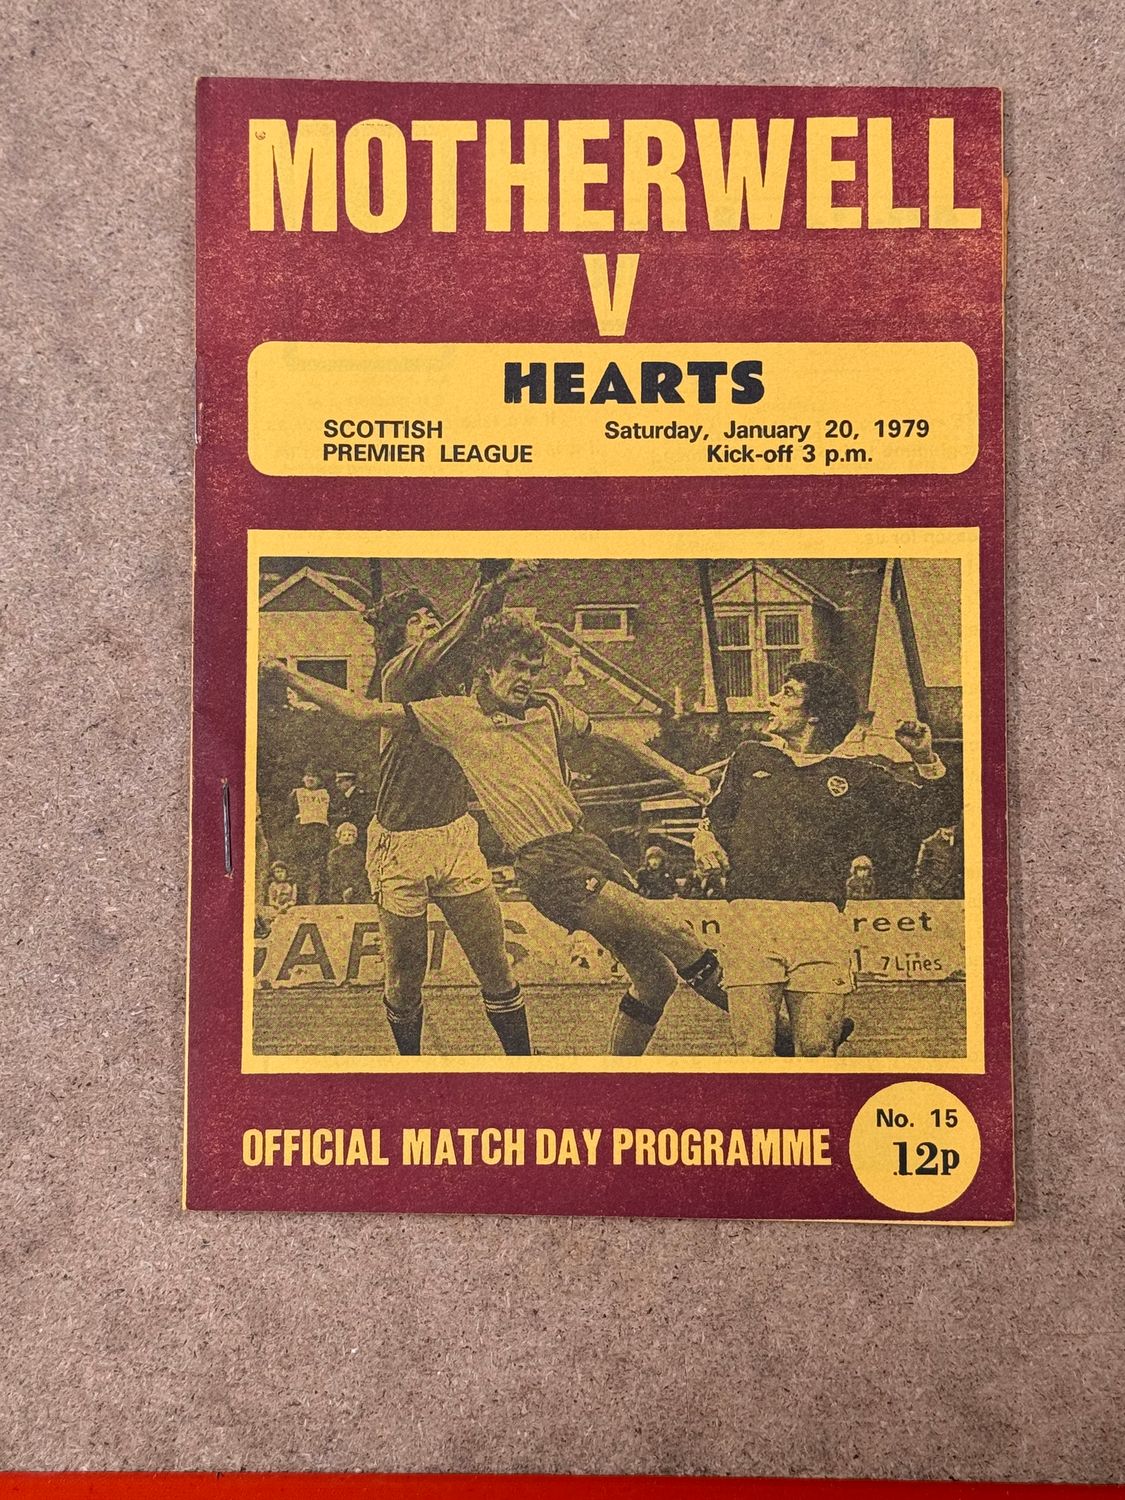 MOTHERWELL
V
HEARTS
SCOTTISH
PREMIER LEAGUE
Saturday, January 20, 1979
Kick-off 3 p.m.
reet
7 Lines
OFFICIAL MATCH DAY PROGRAMME
No. 15
12p